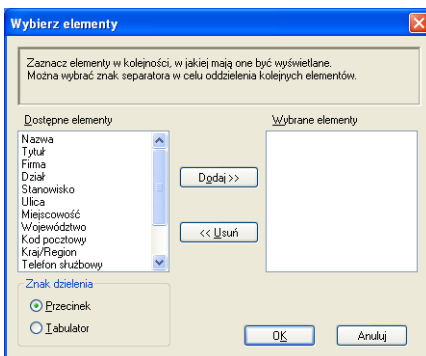 Wybierz elementy
Zaznacz elementy w kolejności, w jakiej mają one być wyświetlane.
Można wybrać znak separatora w celu oddzielenia kolejnych elementów.
Dostępne elementy
Wybrane elementy
Nazwa
Tytuł
Firma
Dział
Stanowisko
Ulica
Miejscowość
Województwo
Kod pocztowy
Kraj/Region
Telefon służbowy
Dodaj >>
<< Usuń
Znak dzielenia
Przecinek
Tabulator
OK
Anuluj